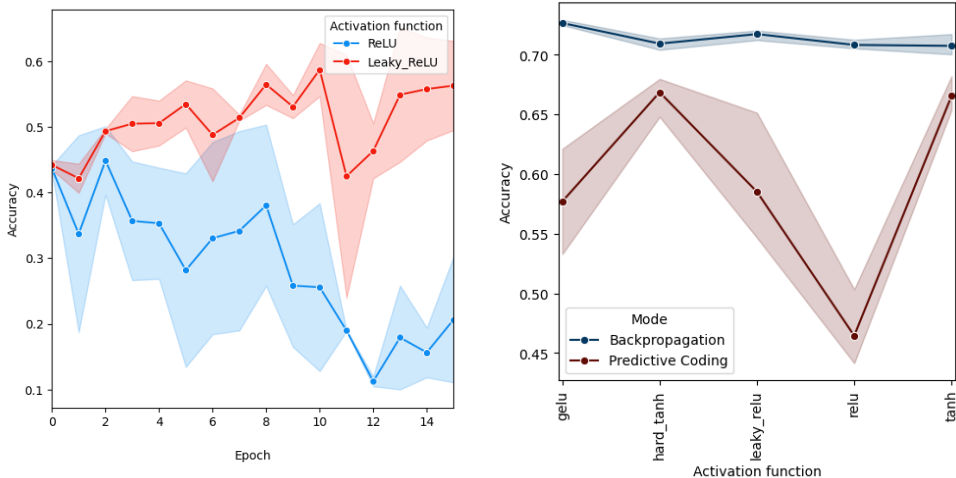 Activation function
ReLU
Leaky_ReLU
0.6
0.5
0.4
0.3
0.2
0.1
Accuracy
0
2
4
6
8
10
12
14
Epoch
0.70
0.65
0.60
0.55
0.50
0.45
Accuracy
Mode
Backpropagation
Predictive Coding
gelu
hard_tanh
leaky_relu
relu
tanh
Activation function